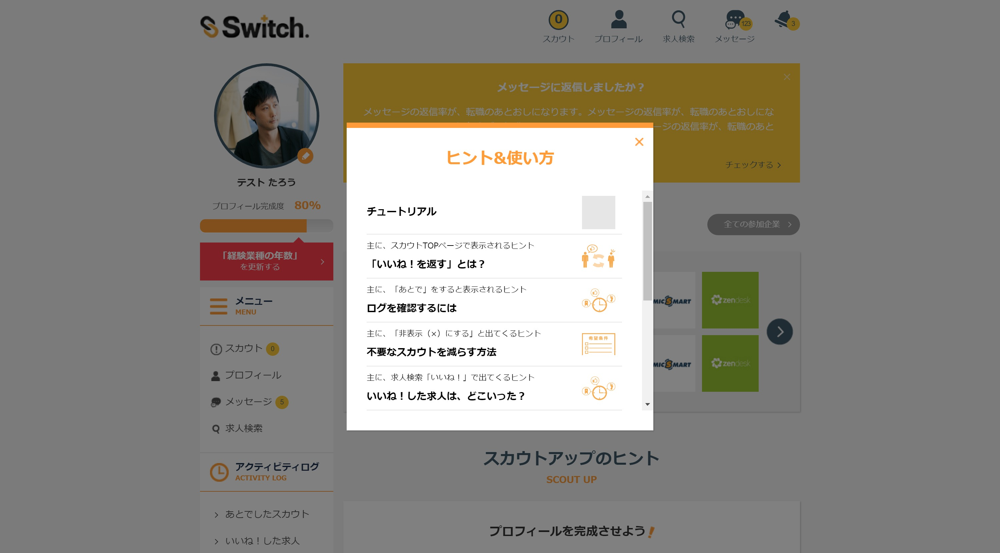 Switch.
0
スカウト
プロフィール
求人検索
123
メッセージ
3
テスト たろう
プロフィール完成度 80%
「経験業種の年数」
を更新する
メニュー
MENU
スカウト 0
プロフィール
メッセージ 5
求人検索
アクティビティログ
ACTIVITY LOG
あとでしたスカウト
いいね！した求人
メッセージに返信しましたか？
メッセージの返信率が、転職のあとおしになります。メッセージの返信率が、転職のあとおしにな
ージの返信率が、転職のあと
チェックする
ヒント&使い方
チュートリアル
主に、スカウトTOPページで表示されるヒント
「いいね！を返す」とは？
主に、「あとで」をすると表示されるヒント
ログを確認するには
主に、「非表示（×）にする」と出てくるヒント
不要なスカウトを減らす方法
希望条件
主に、求人検索「いいね！」で出てくるヒント
いいね！した求人は、どこいった？
全ての参加企業
MICSMART
zendesk
MICSMART
zendesk
スカウトアップのヒント
SCOUT UP
プロフィールを完成させよう!